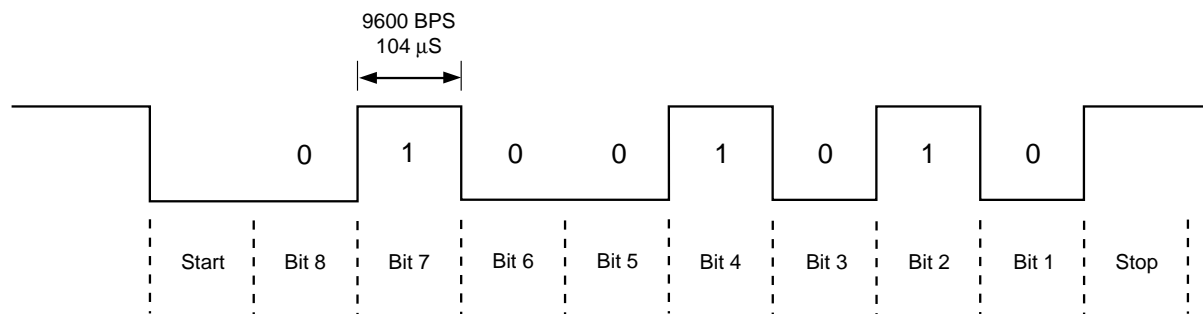 9600 BPS
104 μS
0 1 0 0 1 0 1 0
Start Bit 8 Bit 7 Bit 6 Bit 5 Bit 4 Bit 3 Bit 2 Bit 1 Stop